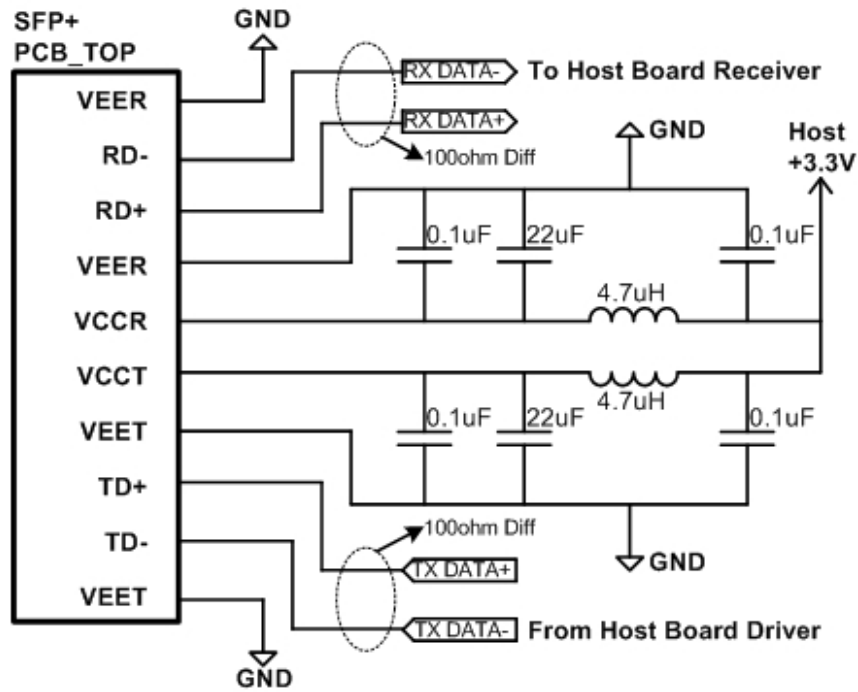 SFP+
PCB_TOP
GND
VEER
RD-
RD+
VEER
VCCR
VCCT
VEET
TD+
TD-
VEET
RX DATA- To Host Board Receiver
RX DATA+
100ohm Diff
GND
Host
+3.3V
0.1uF 22uF 0.1uF
4.7uH
4.7uH
0.1uF 22uF 0.1uF
100ohm Diff
GND
TX DATA+
TX DATA- From Host Board Driver
GND